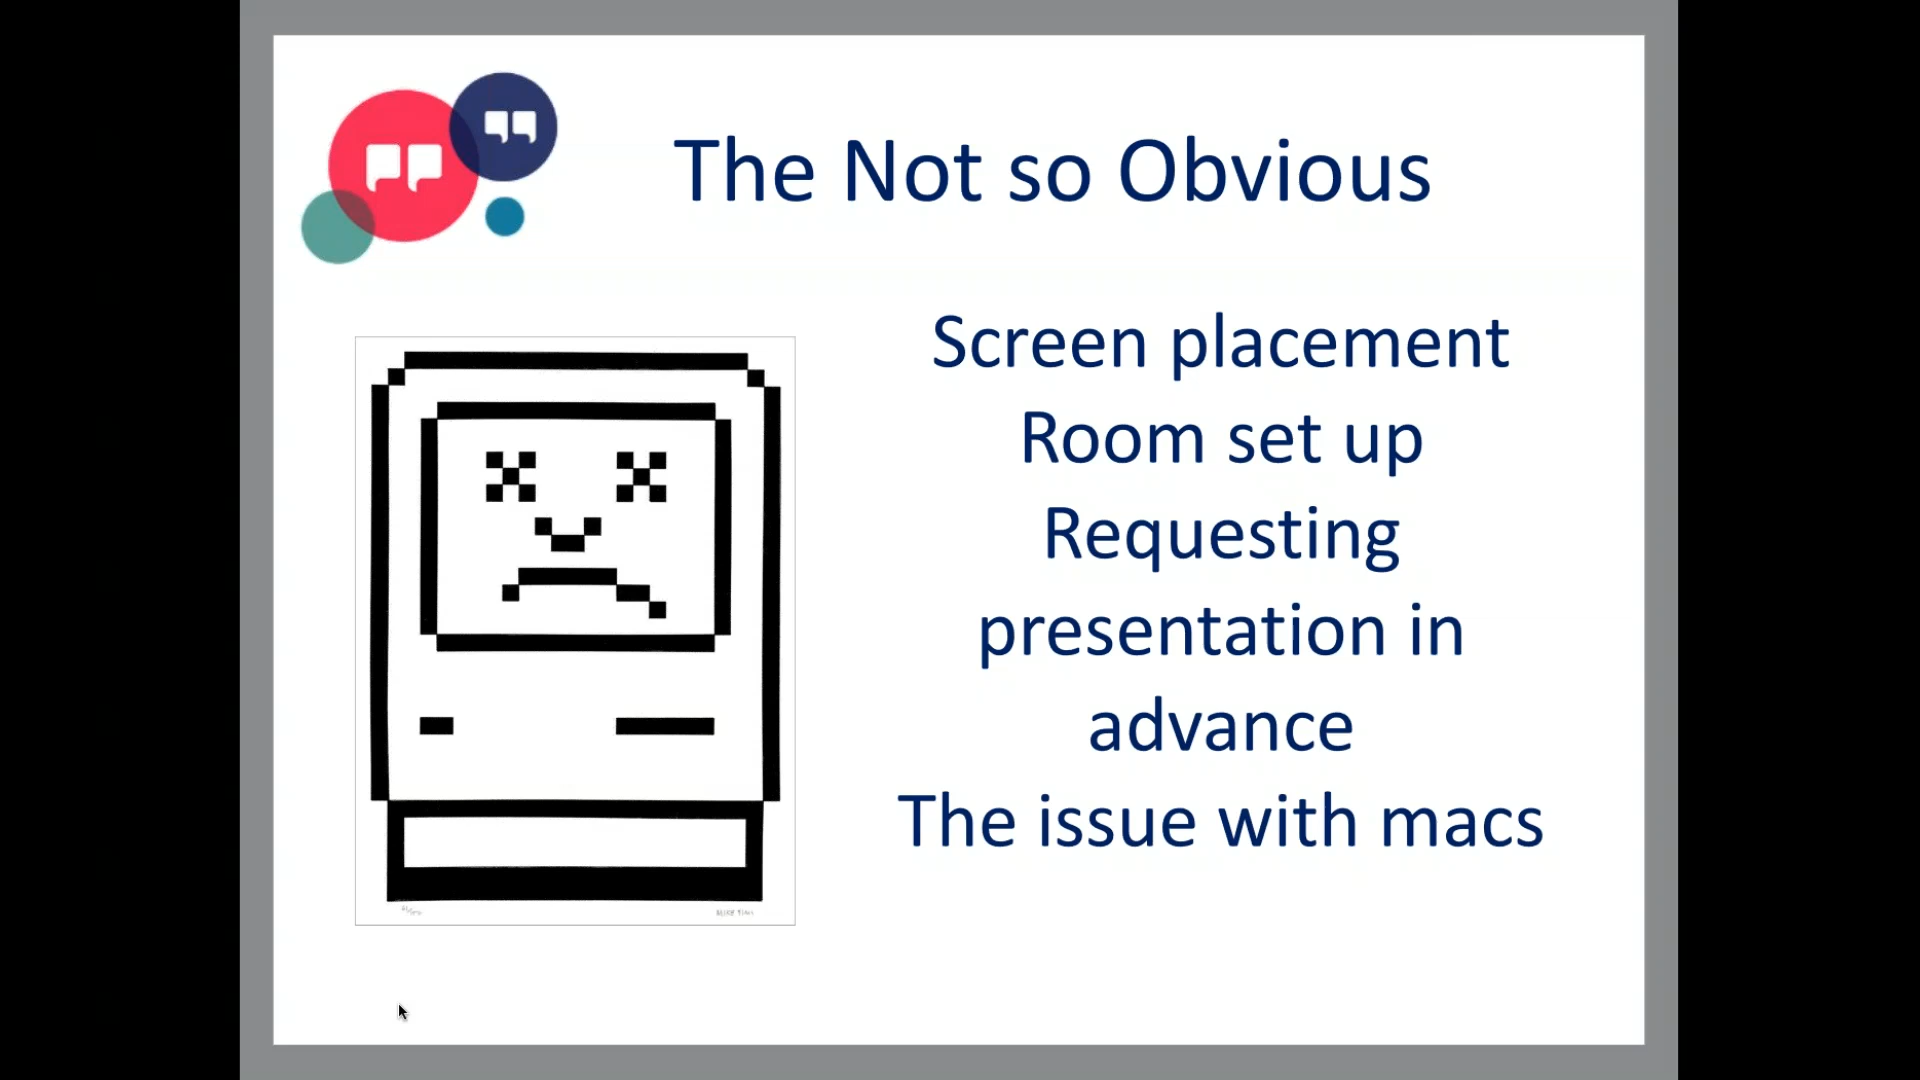 The Not so Obvious
Screen placement
Room set up
Requesting
presentation in
advance
The issue with macs